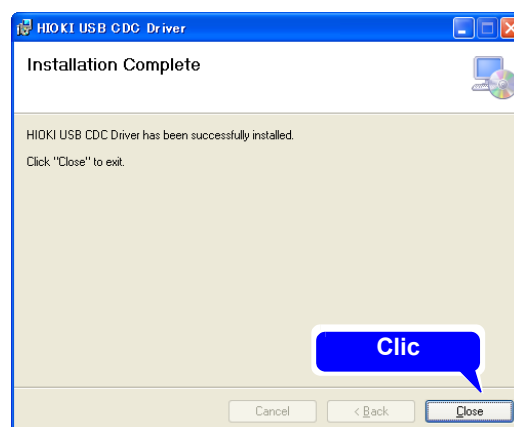 HIOKI USB CDC Driver
Installation Complete
HIOKI USB CDC Driver has been successfully installed.
Click "Close" to exit.
Clic
Cancel
< Back
Close